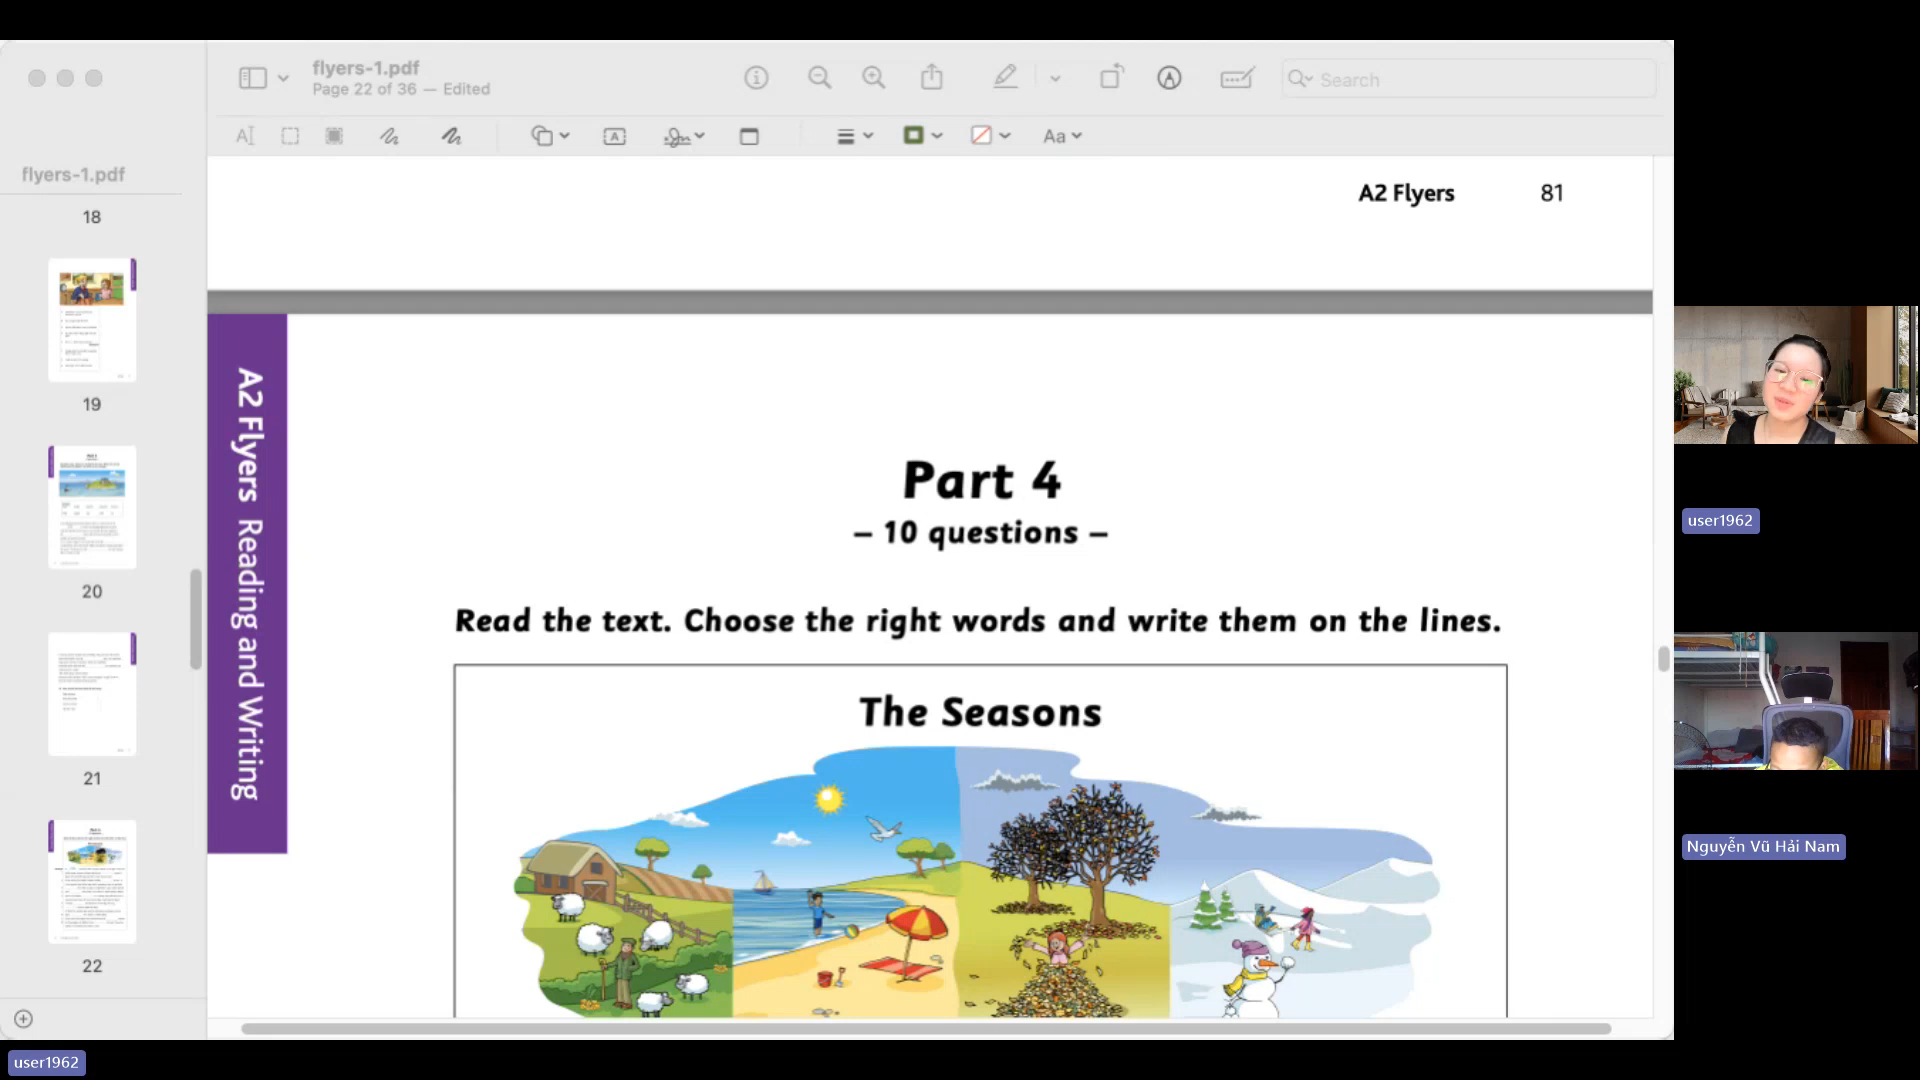 flyers-1.pdf
Page 22 of 36 — Edited
Search
Aa
flyers-1.pdf
18
19
20
21
22
A2 Flyers 81
A2 Flyers Reading and Writing
Part 4
– 10 questions –
Read the text. Choose the right words and write them on the lines.
The Seasons
user1962
Nguyễn Vũ Hải Nam
user1962